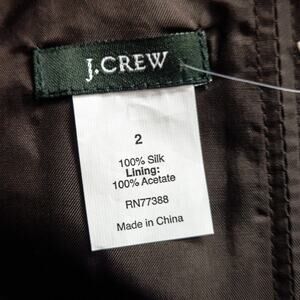 J.CREW
2
100% Silk
Lining:
100% Acetate
RN77388
Made in China